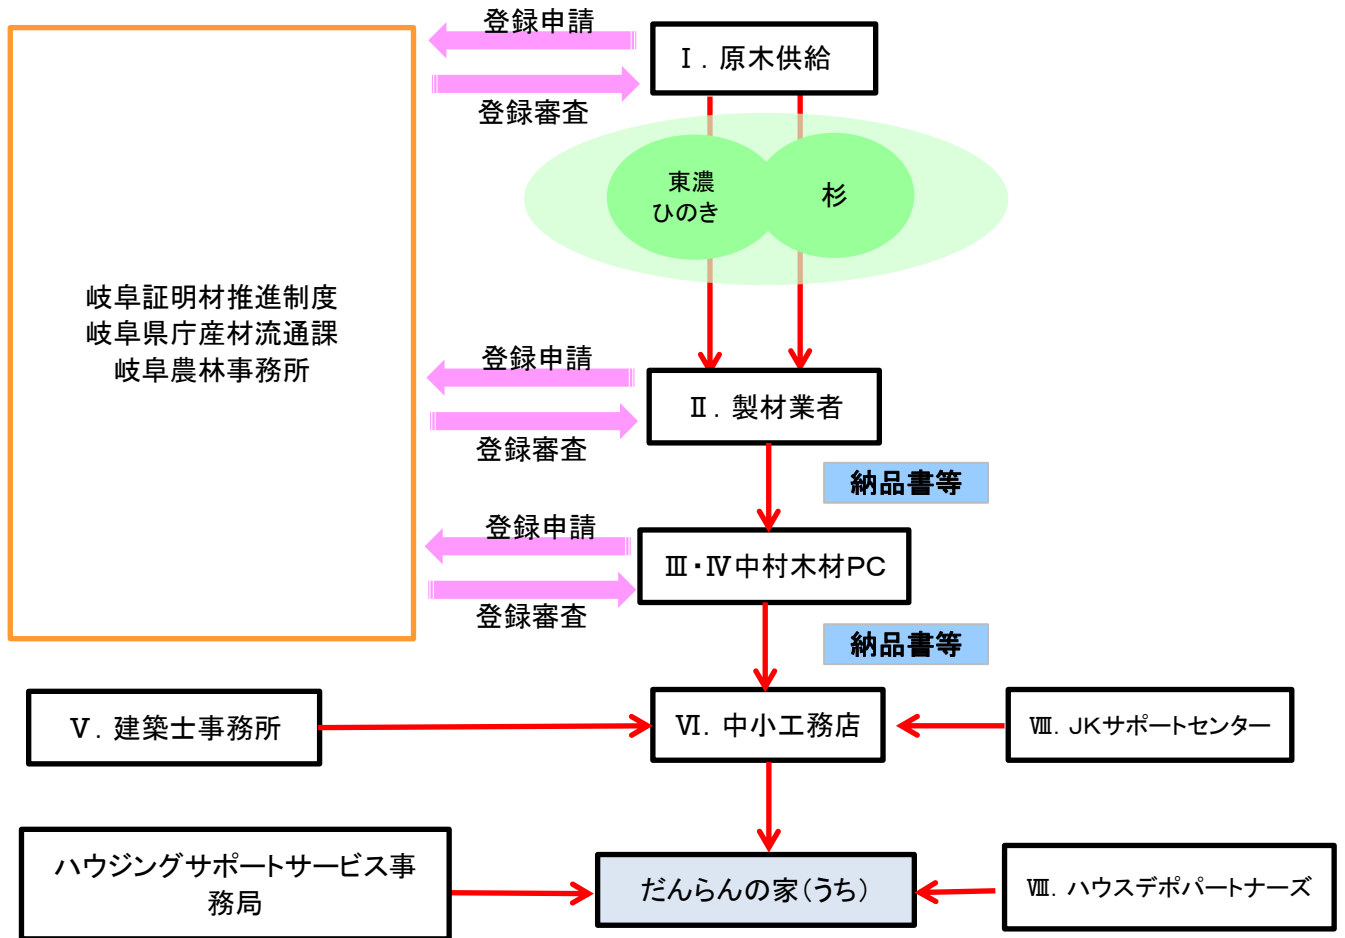 登録申請
Ⅰ．原木供給
登録審査
東濃
ひのき
杉
岐阜証明材推進制度
岐阜県庁産材流通課
岐阜農林事務所
登録申請
Ⅱ．製材業者
登録審査
納品書等
登録申請
Ⅲ・Ⅳ中村木材PC
登録審査
納品書等
Ⅴ．建築士事務所
Ⅵ．中小工務店
Ⅷ．JKサポートセンター
ハウジングサポートサービス事
務局
だんらんの家（うち）
Ⅷ．ハウスデポパートナーズ